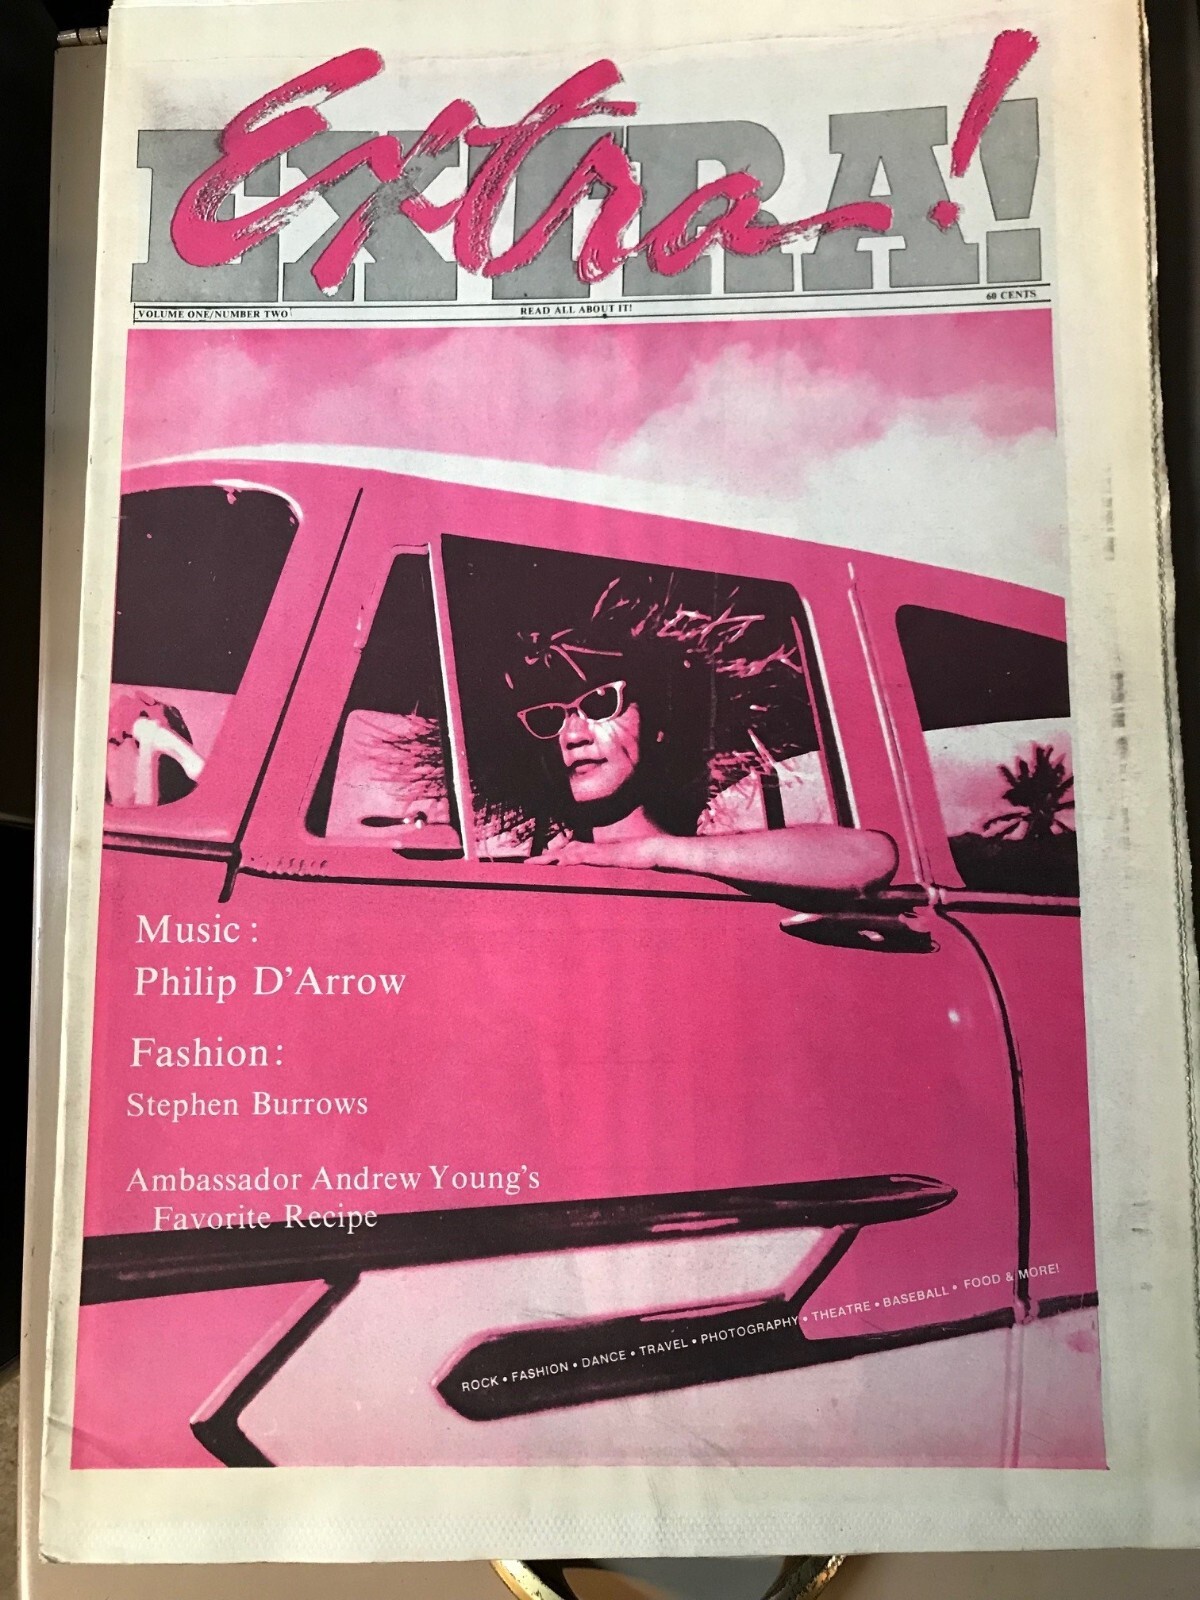 EXTRA!
Extra!
VOLUME ONE/NUMBER TWO
READ ALL ABOUT IT!
60 CENTS
Music:
Philip D'Arrow
Fashion:
Stephen Burrows
Ambassador Andrew Young's
Favorite Recipe
ROCK • FASHION • DANCE • TRAVEL • PHOTOGRAPHY • THEATRE • BASEBALL • FOOD & MORE!